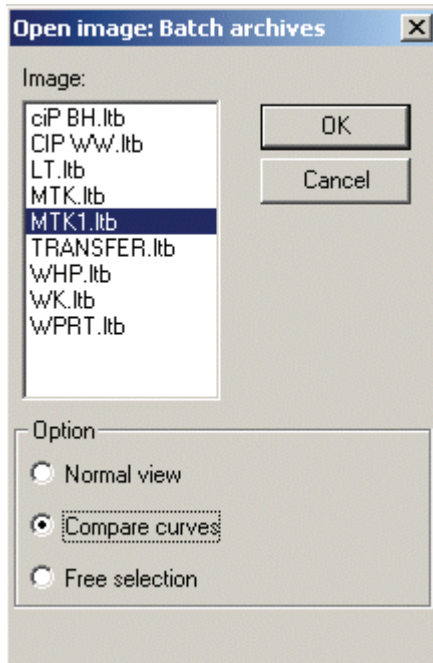 Open image: Batch archives
Image:
ciP BH.ltb
CIP WW.ltb
LT.ltb
MTK.ltb
MTK1.ltb
TRANSFER.ltb
WHP.ltb
WK.ltb
WPRT.ltb
OK
Cancel
Option
Normal view
Compare curves
Free selection